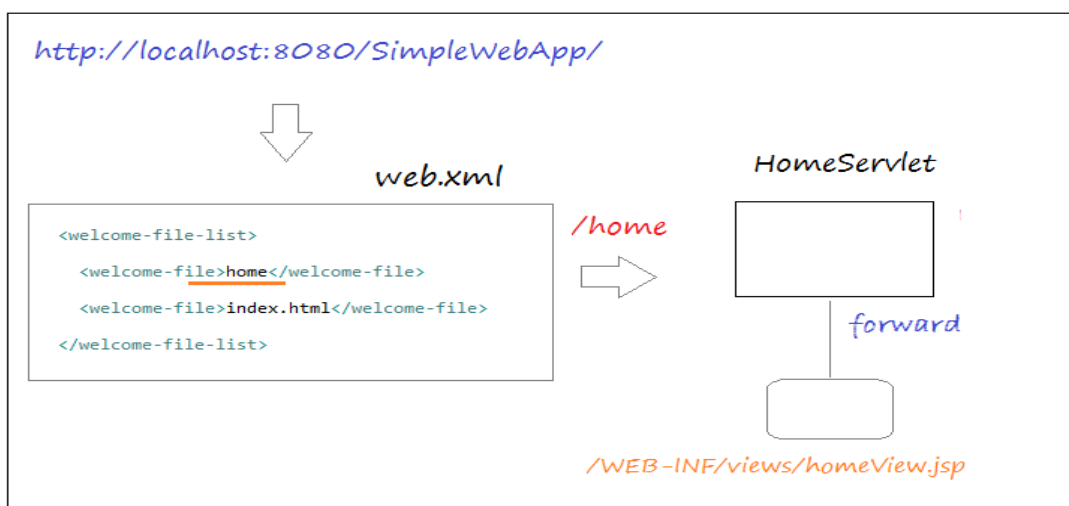 http://localhost:8080/SimpleWebApp/
web.xml
<welcome-file-list>
<welcome-file>home</welcome-file>
<welcome-file>index.html</welcome-file>
</welcome-file-list>
/home
HomeServlet
forward
/WEB-INF/views/homeView.jsp